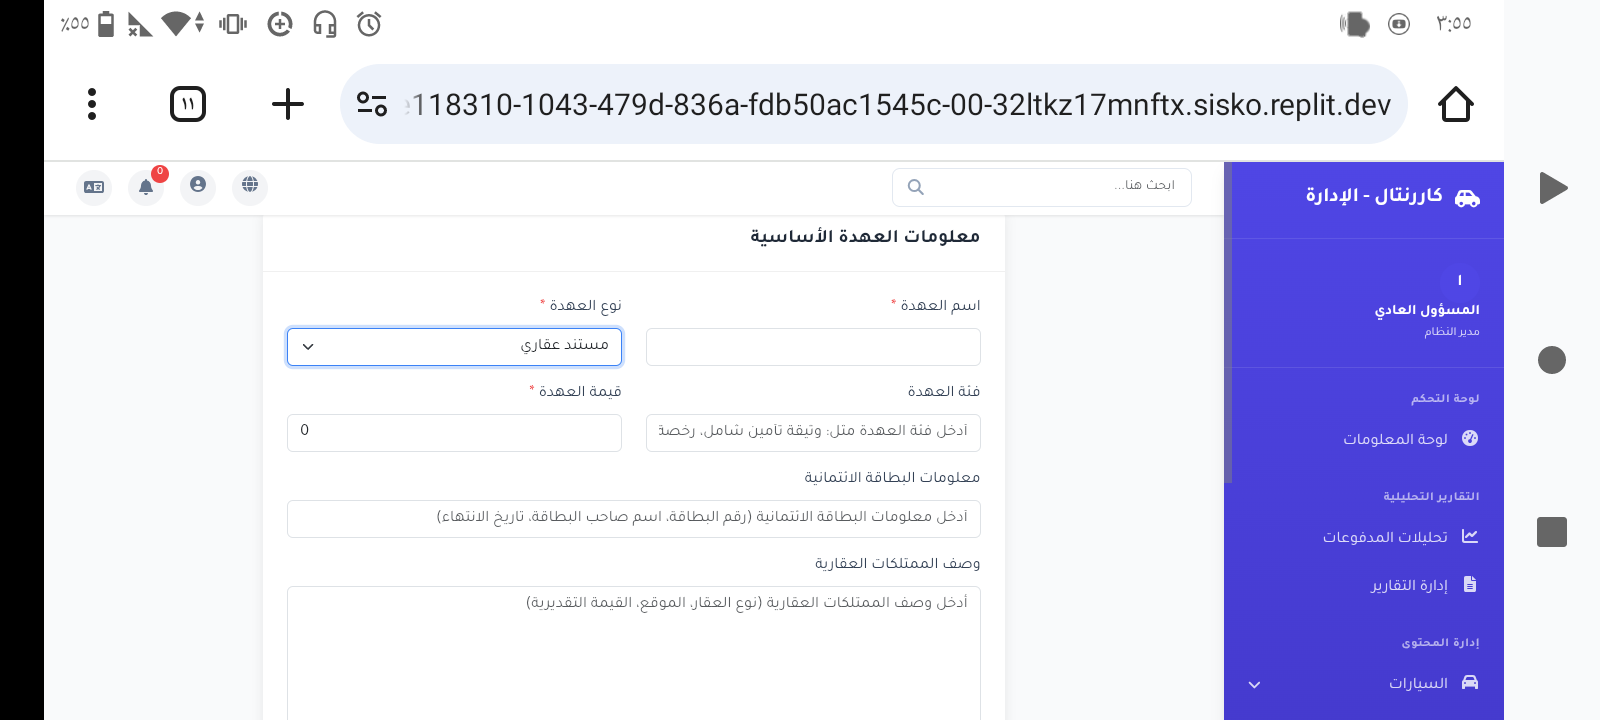 ٪٥٥
٣:٥٥
١١
118310-1043-479d-836a-fdb50ac1545c-00-32ltkz17mnftx.sisko.replit.dev
كاررنتال - الإدارة
ابحث هنا...
0
ا
المسؤول العادي
مدير النظام
لوحة التحكم
لوحة المعلومات
التقارير التحليلية
تحليلات المدفوعات
إدارة التقارير
إدارة المحتوى
السيارات
معلومات العهدة الأساسية
اسم العهدة *
نوع العهدة *
مستند عقاري
فئة العهدة
قيمة العهدة *
أدخل فئة العهدة مثل: وثيقة تأمين شامل، رخصة
0
معلومات البطاقة الائتمانية
أدخل معلومات البطاقة الائتمانية (رقم البطاقة، اسم صاحب البطاقة، تاريخ الانتهاء)
وصف الممتلكات العقارية
أدخل وصف الممتلكات العقارية (نوع العقار، الموقع، القيمة التقديرية)